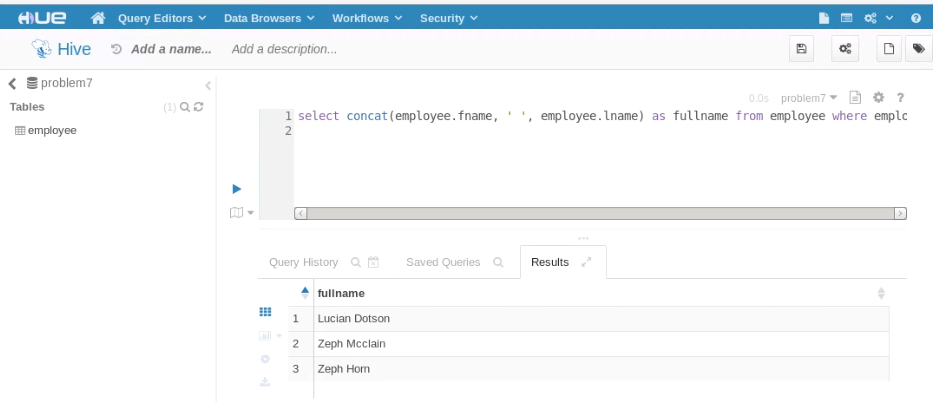 HUE Query Editors Data Browsers Workflows Security
Hive Add a name... Add a description...
problem7
Tables (1)
employee
0.0s problem7
1 select concat(employee.fname, ' ', employee.lname) as fullname from employee where emplo
2
Query History Saved Queries Results
fullname
1 Lucian Dotson
2 Zeph Mcclain
3 Zeph Horn